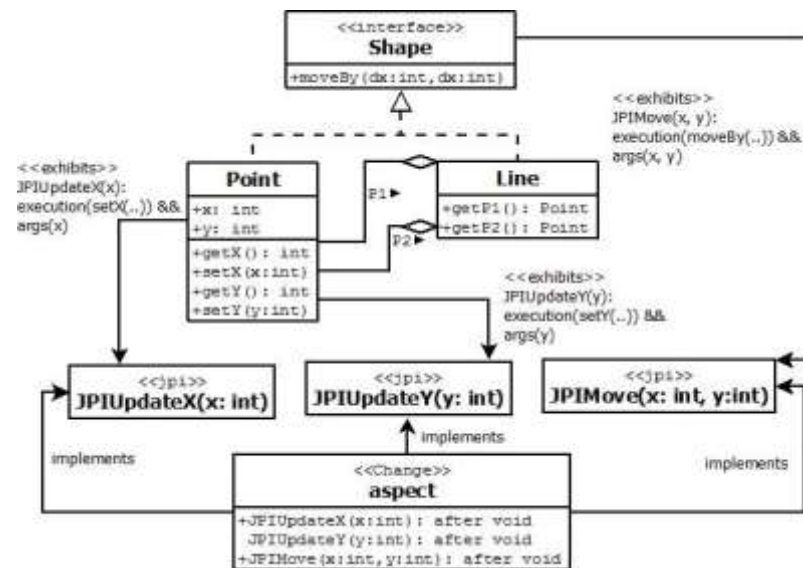 <<interface>>
Shape
+moveBy(dx:int,dx:int)
<<exhibits>>
JPIMove(x, y):
execution(moveBy(..)) &&
args(x, y)
<<exhibits>>
JPIUpdateX(x):
execution(setX(..)) &&
args(x)
Point
+x: int
+y: int
+getX(): int
+setX(x:int)
+getY(): int
+setY(y:int)
P1►
P2►
Line
+getP1(): Point
+getP2(): Point
<<exhibits>>
JPIUpdateY(y):
execution(setY(..)) &&
args(y)
<<jpi>>
JPIUpdateX(x: int)
<<jpi>>
JPIUpdateY(y: int)
<<jpi>>
JPIMove(x: int, y:int)
implements
implements
implements
<<Change>>
aspect
+JPIUpdateX(x:int): after void
JPIUpdateY(y:int): after void
+JPIMove(x:int,y:int): after void